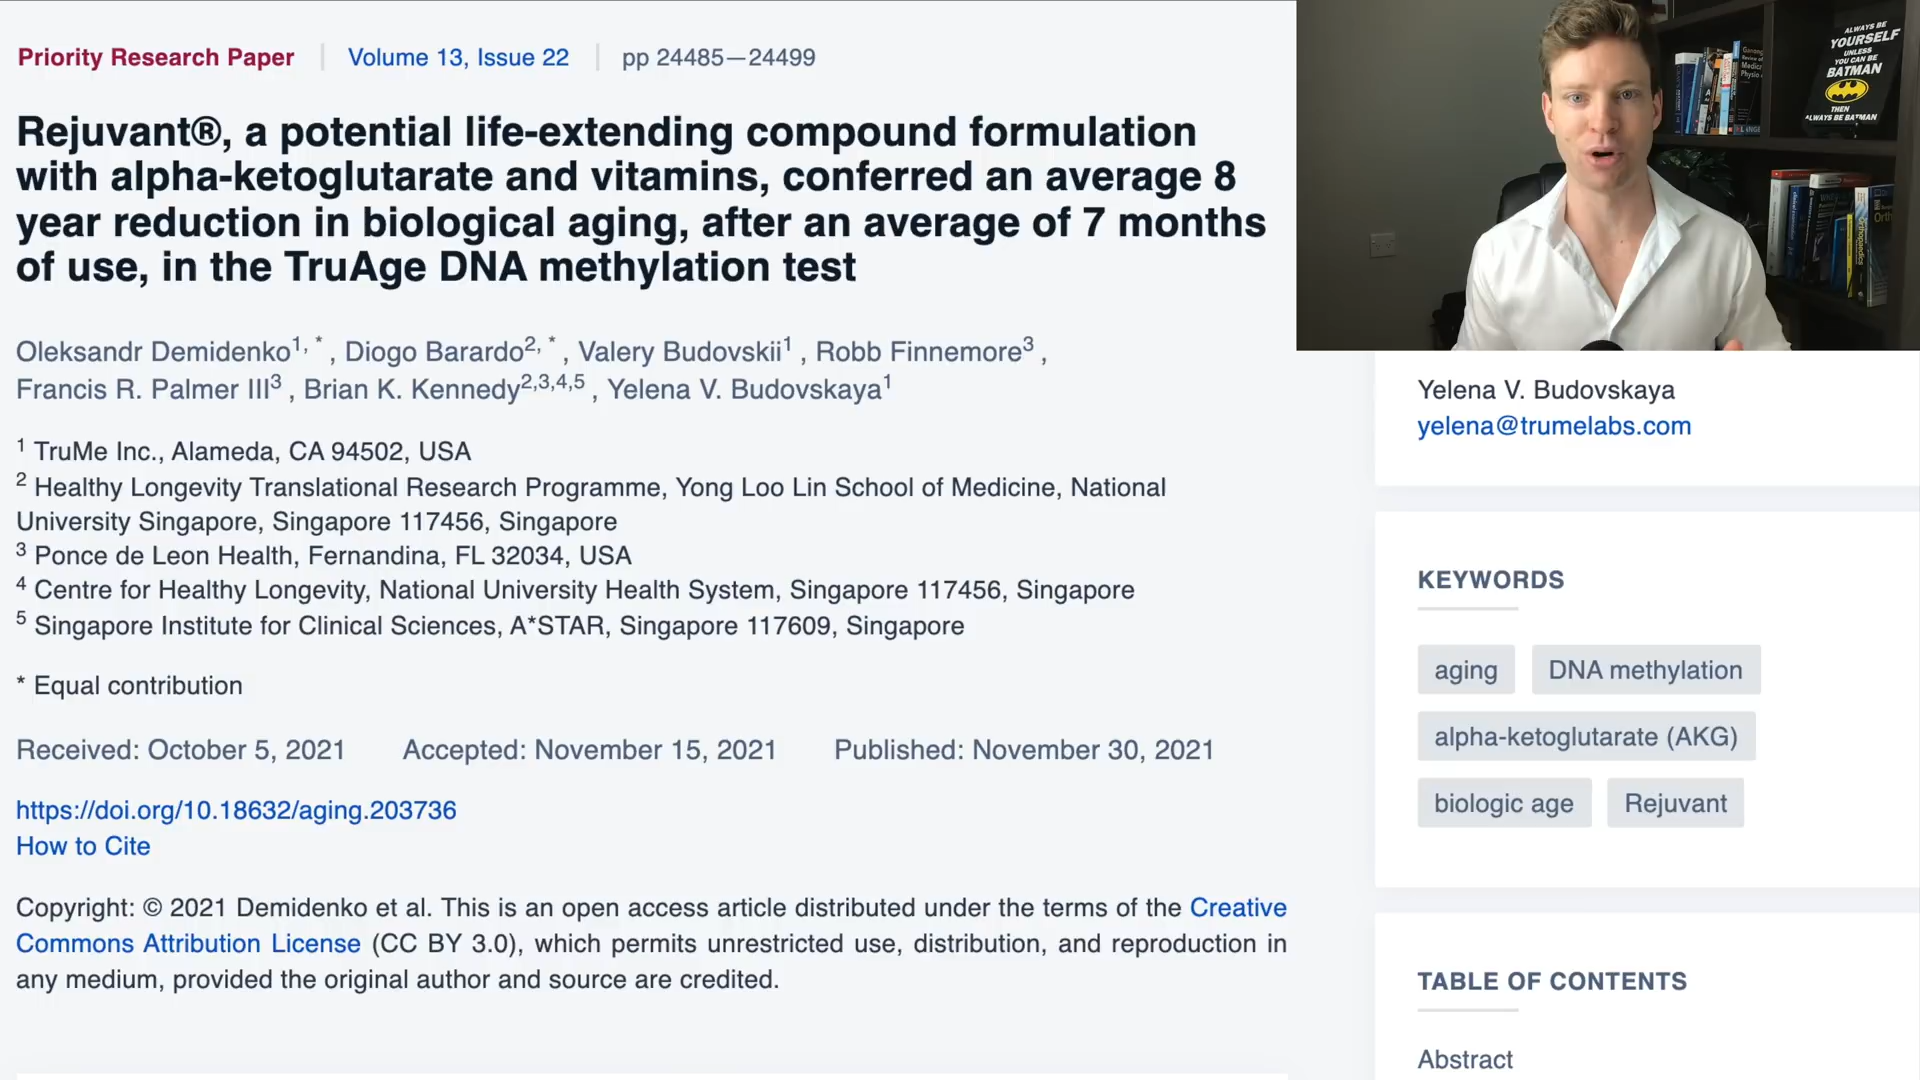 Priority Research Paper
Volume 13, Issue 22
pp 24485—24499
Rejuvant®, a potential life-extending compound formulation
with alpha-ketoglutarate and vitamins, conferred an average 8
year reduction in biological aging, after an average of 7 months
of use, in the TruAge DNA methylation test
Oleksandr Demidenko1, * , Diogo Barardo2, * , Valery Budovskii1 , Robb Finnemore3 ,
Francis R. Palmer III3 , Brian K. Kennedy2,3,4,5 , Yelena V. Budovskaya1
1 TruMe Inc., Alameda, CA 94502, USA
2 Healthy Longevity Translational Research Programme, Yong Loo Lin School of Medicine, National
University Singapore, Singapore 117456, Singapore
3 Ponce de Leon Health, Fernandina, FL 32034, USA
4 Centre for Healthy Longevity, National University Health System, Singapore 117456, Singapore
5 Singapore Institute for Clinical Sciences, A*STAR, Singapore 117609, Singapore
* Equal contribution
Received: October 5, 2021
Accepted: November 15, 2021
Published: November 30, 2021
https://doi.org/10.18632/aging.203736
How to Cite
Copyright: © 2021 Demidenko et al. This is an open access article distributed under the terms of the Creative
Commons Attribution License (CC BY 3.0), which permits unrestricted use, distribution, and reproduction in
any medium, provided the original author and source are credited.
ALWAYS BE
YOURSELF
UNLESS
YOU CAN BE
BATMAN
THEN
ALWAYS BE BATMAN
Yelena V. Budovskaya
yelena@trumelabs.com
KEYWORDS
aging
DNA methylation
alpha-ketoglutarate (AKG)
biologic age
Rejuvant
TABLE OF CONTENTS
Abstract